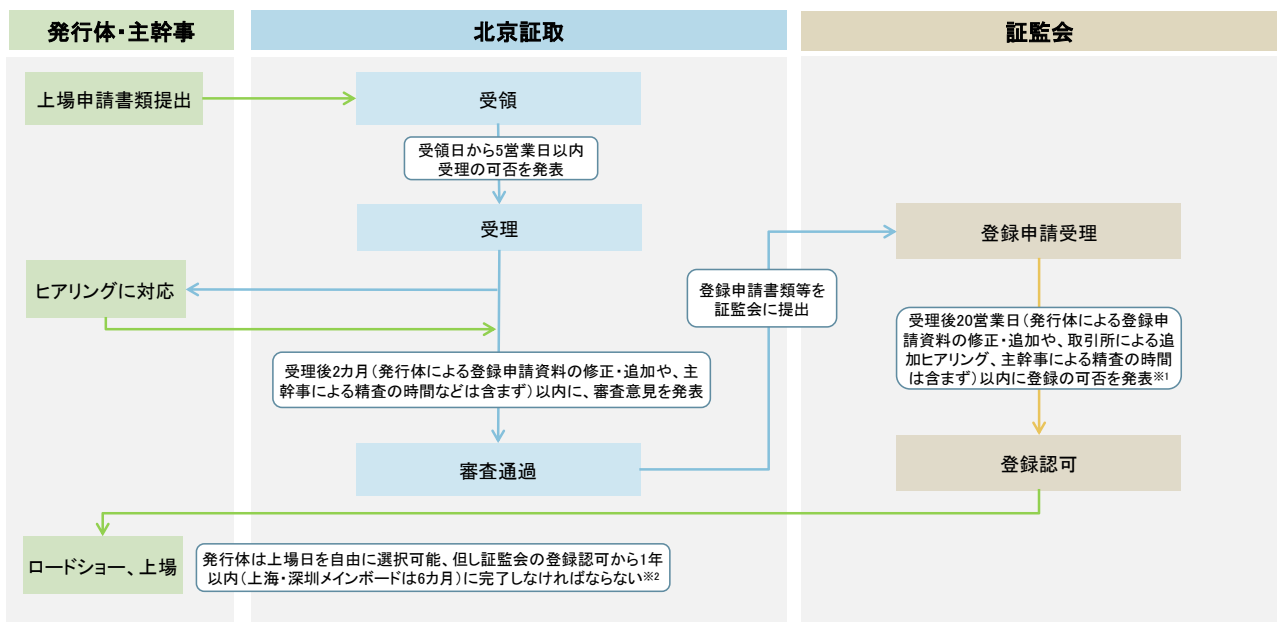 発行体・主幹事
北京証取
証監会
上場申請書類提出
受領
受領日から5営業日以内
受理の可否を発表
受理
登録申請受理
ヒアリングに対応
登録申請書類等を
証監会に提出
受理後20営業日（発行体による登録申
請資料の修正・追加や、取引所による追
加ヒアリング、主幹事による精査の時間
は含まず）以内に登録の可否を発表※1
受理後2カ月（発行体による登録申請資料の修正・追加や、主
幹事による精査の時間などは含まず）以内に、審査意見を発表
審査通過
登録認可
ロードショー、上場
発行体は上場日を自由に選択可能、但し証監会の登録認可から1年
以内（上海・深圳メインボードは6カ月）に完了しなければならない※2